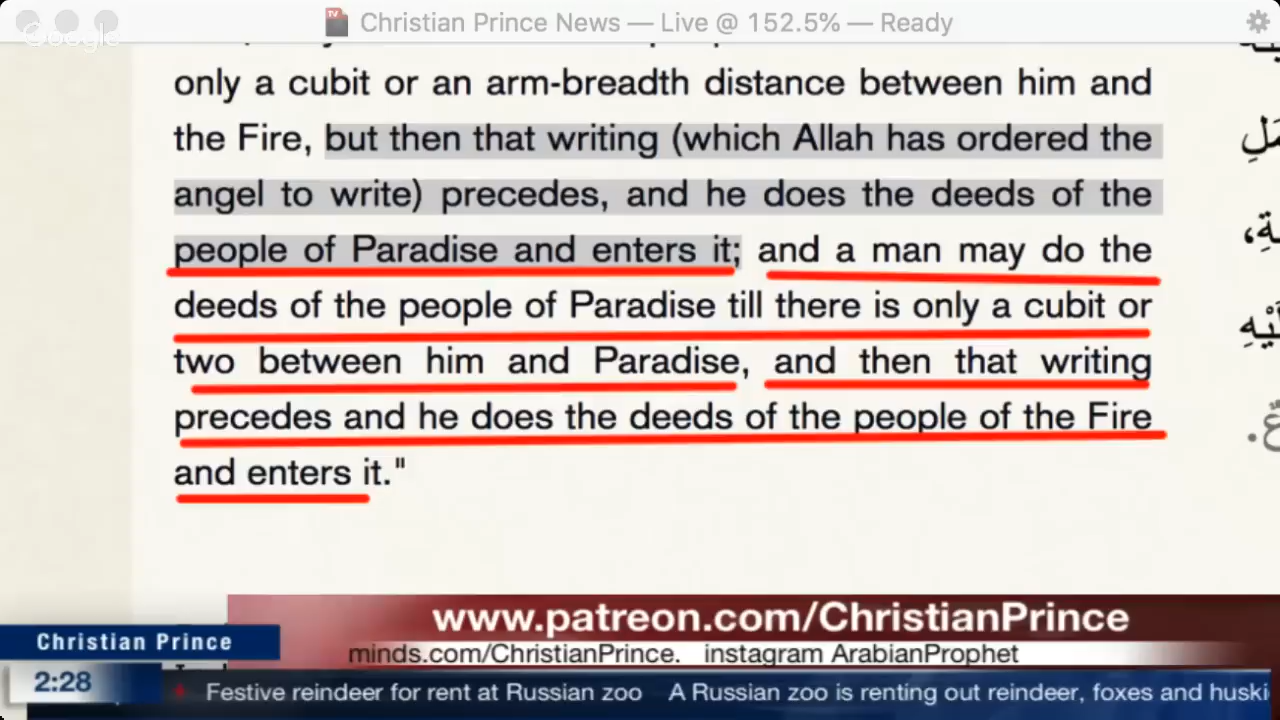 Google
Christian Prince News — Live @ 152.5% — Ready
only a cubit or an arm-breadth distance between him and
the Fire, but then that writing (which Allah has ordered the
angel to write) precedes, and he does the deeds of the
people of Paradise and enters it; and a man may do the
deeds of the people of Paradise till there is only a cubit or
two between him and Paradise, and then that writing
precedes and he does the deeds of the people of the Fire
and enters it."
www.patreon.com/ChristianPrince
Christian Prince
minds.com/ChristianPrince. instagram ArabianProphet
2:28
Festive reindeer for rent at Russian zoo A Russian zoo is renting out reindeer, foxes and huski